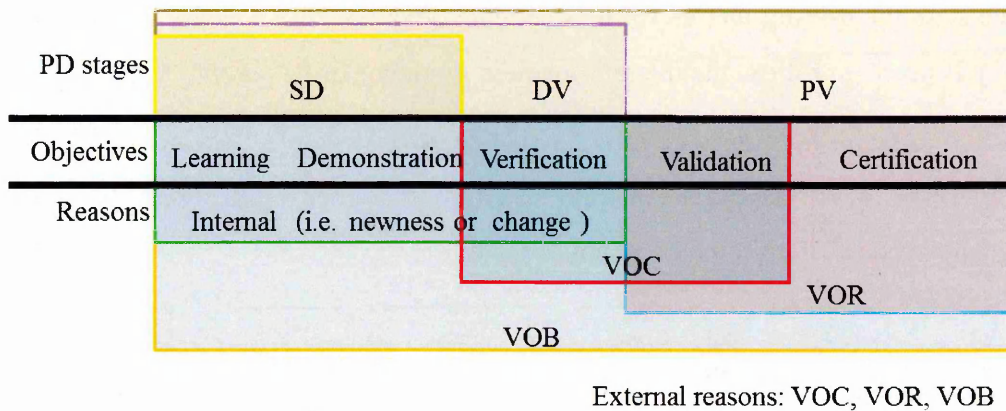 PD stages
SD DV PV
Objectives Learning Demonstration Verification Validation Certification
Reasons Internal (i.e. newness or change )
VOC
VOR
VOB
External reasons: VOC, VOR, VOB